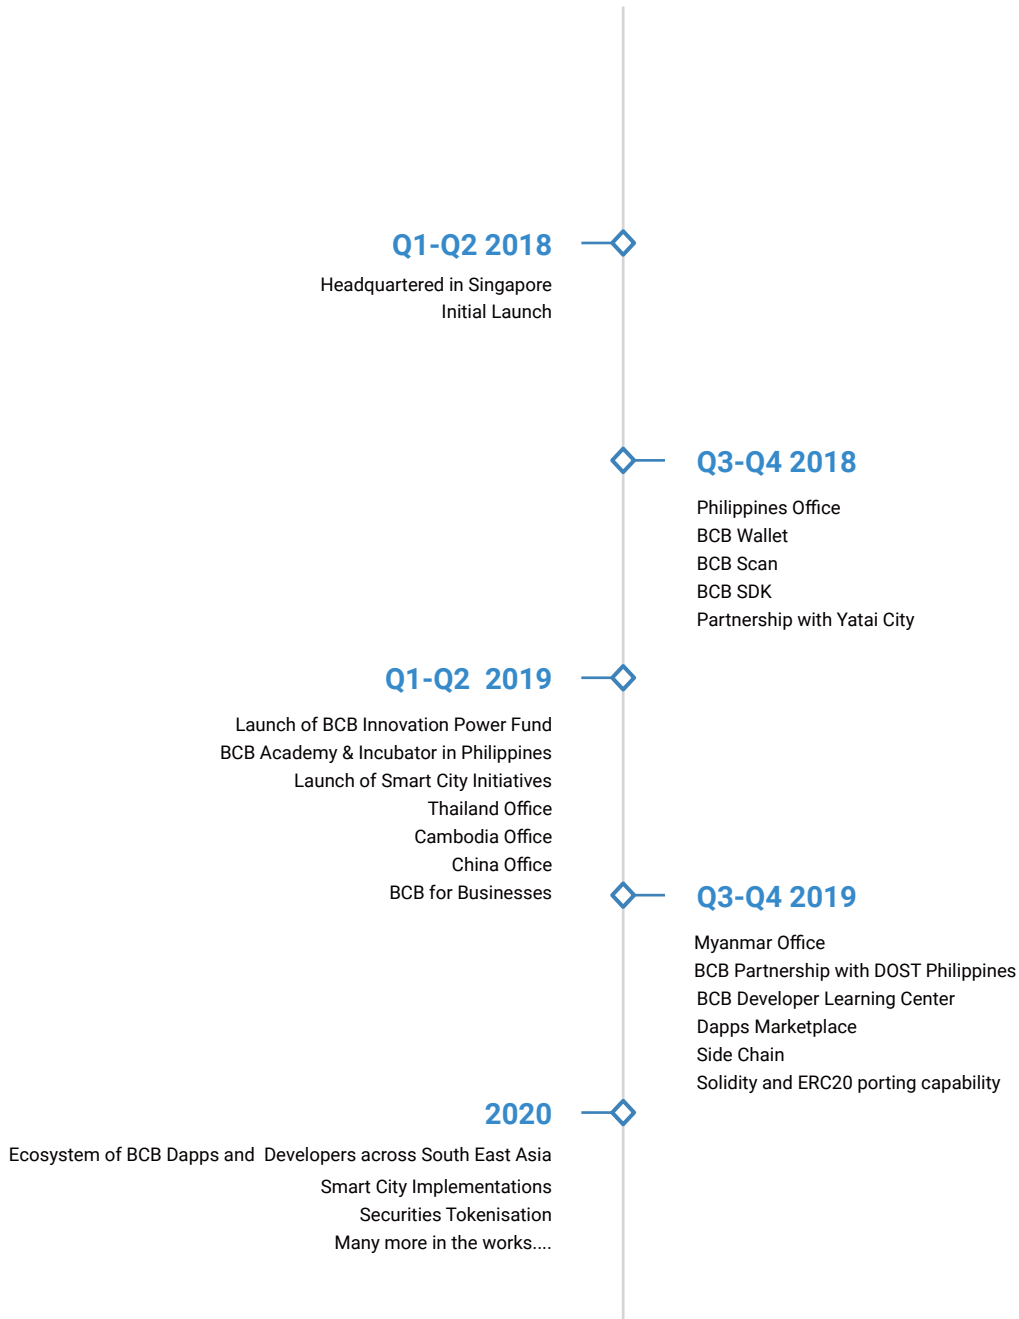 Q1-Q2 2018
Headquartered in Singapore
Initial Launch
Q3-Q4 2018
Philippines Office
BCB Wallet
BCB Scan
BCB SDK
Partnership with Yatai City
Q1-Q2 2019
Launch of BCB Innovation Power Fund
BCB Academy & Incubator in Philippines
Launch of Smart City Initiatives
Thailand Office
Cambodia Office
China Office
BCB for Businesses
Q3-Q4 2019
Myanmar Office
BCB Partnership with DOST Philippines
BCB Developer Learning Center
Dapps Marketplace
Side Chain
Solidity and ERC20 porting capability
2020
Ecosystem of BCB Dapps and Developers across South East Asia
Smart City Implementations
Securities Tokenisation
Many more in the works....